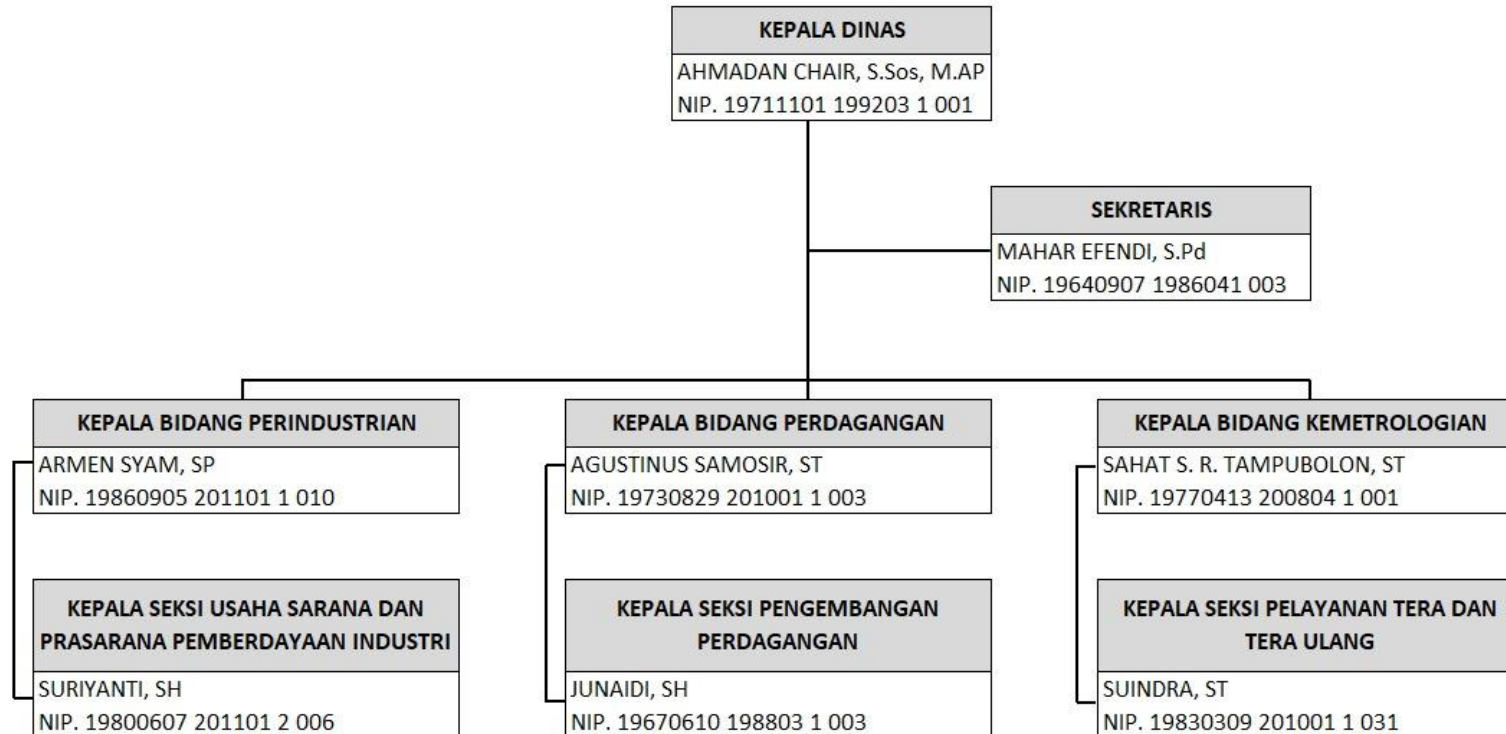 KEPALA DINAS
AHMADAN CHAIR, S.Sos, M.AP
NIP. 19711101 199203 1 001
SEKRETARIS
MAHAR EFENDI, S.Pd
NIP. 19640907 1986041 003
KEPALA BIDANG PERINDUSTRIAN
ARMEN SYAM, SP
NIP. 19860905 201101 1 010
KEPALA BIDANG PERDAGANGAN
AGUSTINUS SAMOSIR, ST
NIP. 19730829 201001 1 003
KEPALA BIDANG KEMETROLOGIAN
SAHAT S. R. TAMPUBOLON, ST
NIP. 19770413 200804 1 001
KEPALA SEKSI USAHA SARANA DAN
PRASARANA PEMBERDAYAAN INDUSTRI
SURIYANTI, SH
NIP. 19800607 201101 2 006
KEPALA SEKSI PENGEMBANGAN
PERDAGANGAN
JUNAIDI, SH
NIP. 19670610 198803 1 003
KEPALA SEKSI PELAYANAN TERA DAN
TERA ULANG
SUINDRA, ST
NIP. 19830309 201001 1 031